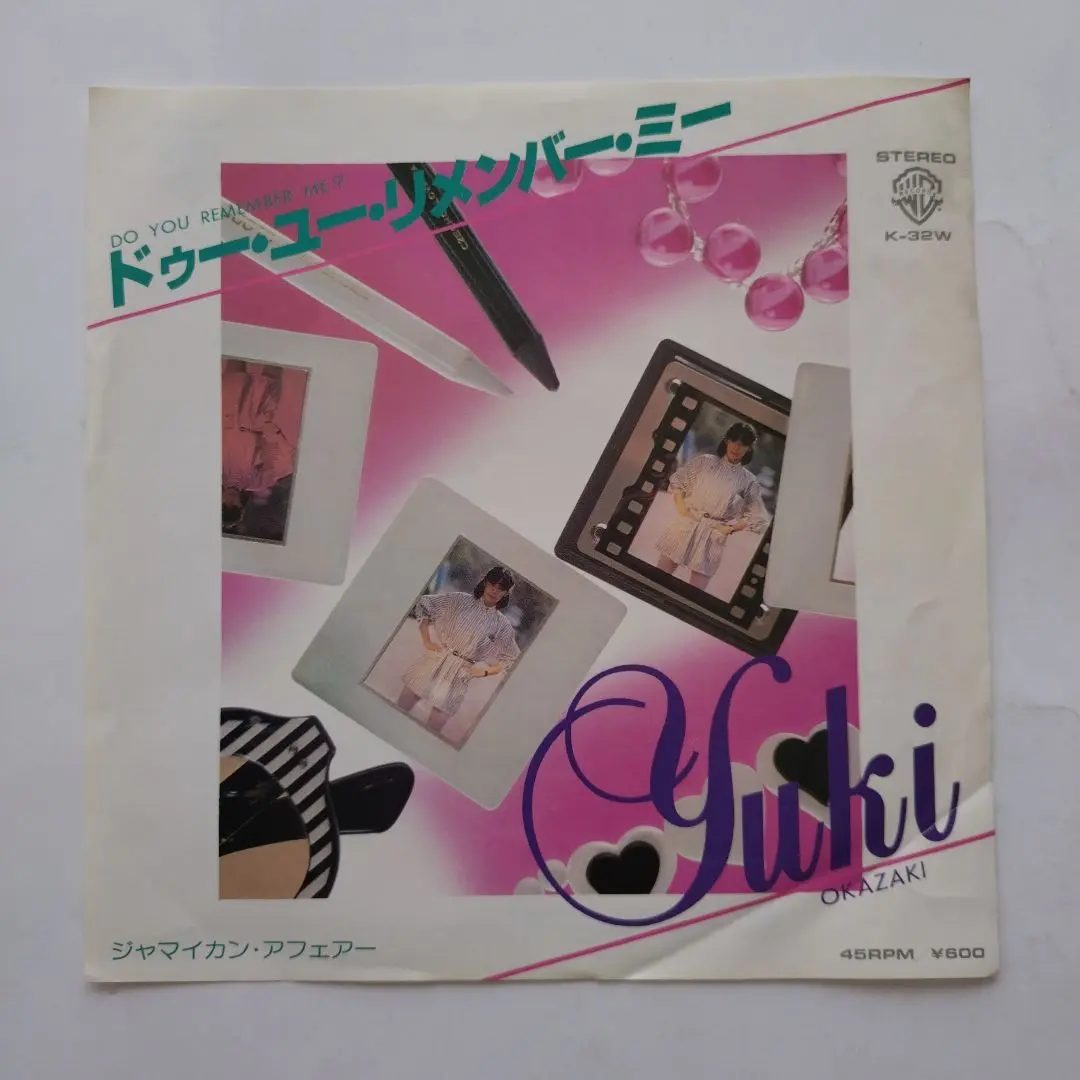 DO YOU REMEMBER ME?
ドゥー・ユー・リメンバー・ミー
STEREO
K-32W
Yuki
OKAZAKI
ジャマイカン・アフェアー
45RPM ¥600